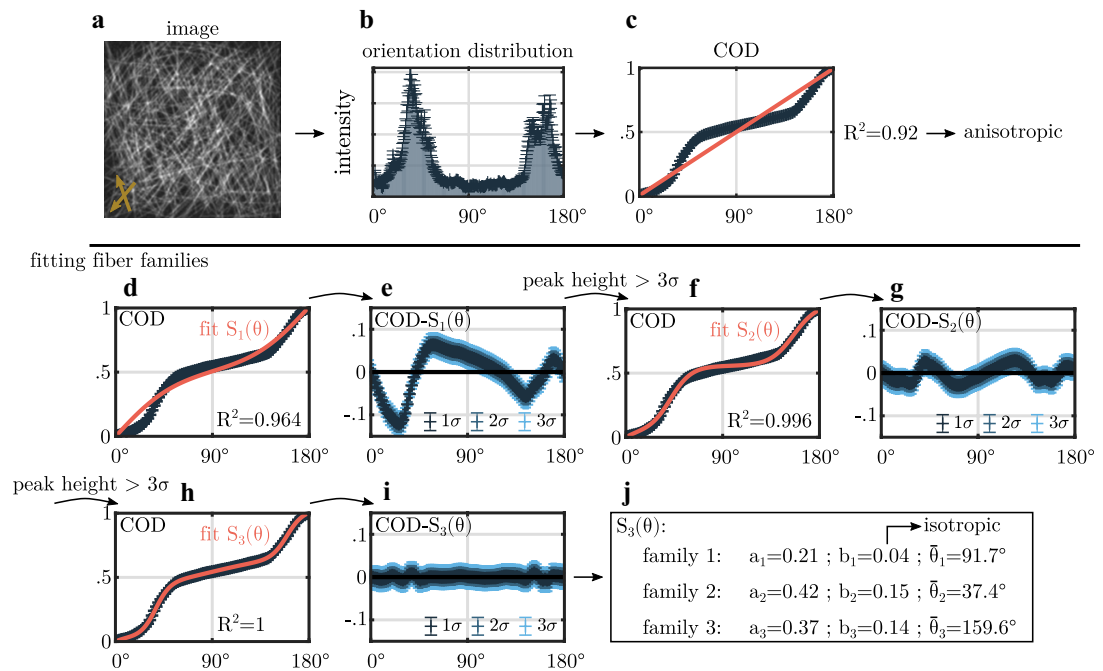 a
image
b
orientation distribution
intensity
0° 90° 180°
c
COD
1
.5
0
0° 90° 180°
R²=0.92
anisotropic
fitting fiber families
d
COD
fit S₁(θ)
R²=0.964
1
.5
0
0° 90° 180°
e
COD-S₁(θ)
.1
0
-.1
1σ 2σ 3σ
0° 90° 180°
peak height > 3σ
f
COD
fit S₂(θ)
R²=0.996
1
.5
0
0° 90° 180°
g
COD-S₂(θ)
.1
0
-.1
1σ 2σ 3σ
0° 90° 180°
peak height > 3σ
h
COD
fit S₃(θ)
R²=1
1
.5
0
0° 90° 180°
i
COD-S₃(θ)
.1
0
-.1
1σ 2σ 3σ
0° 90° 180°
j
S₃(θ):
isotropic
family 1: a₁=0.21 ; b₁=0.04 ; θ̄₁=91.7°
family 2: a₂=0.42 ; b₂=0.15 ; θ̄₂=37.4°
family 3: a₃=0.37 ; b₃=0.14 ; θ̄₃=159.6°